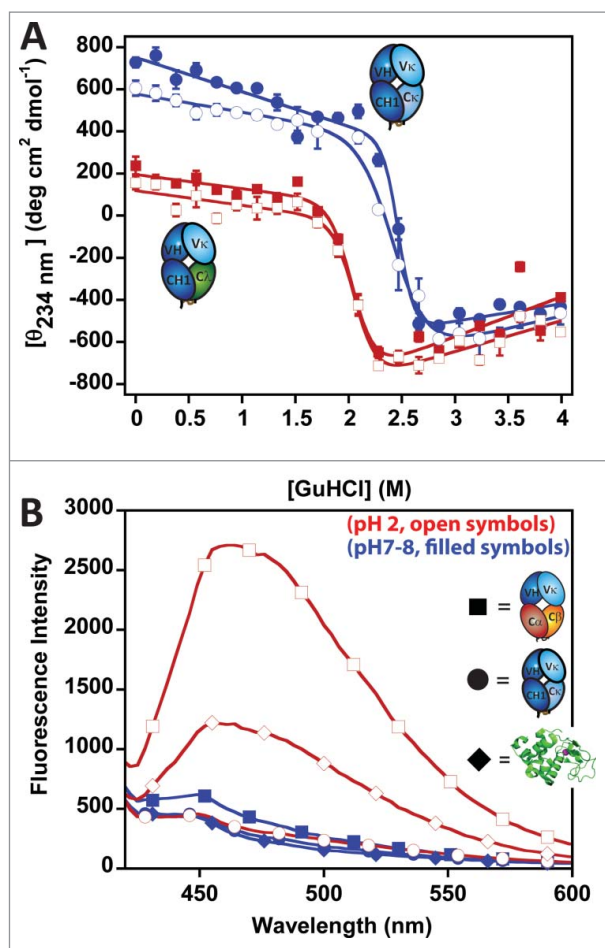 A
800
600
400
200
0
-200
-400
-600
-800
[θ234 nm] (deg cm² dmol⁻¹)
VH Vκ
CH1 Cκ
VH Vκ
CH1 Cλ
0 0.5 1 1.5 2 2.5 3 3.5 4
[GuHCl] (M)
B
3000
2500
2000
1500
1000
500
0
Fluorescence Intensity
(pH 2, open symbols)
(pH7-8, filled symbols)
=
VH Vκ
Cα Cβ
=
VH Vκ
CH1 Cκ
=
450 500 550 600
Wavelength (nm)